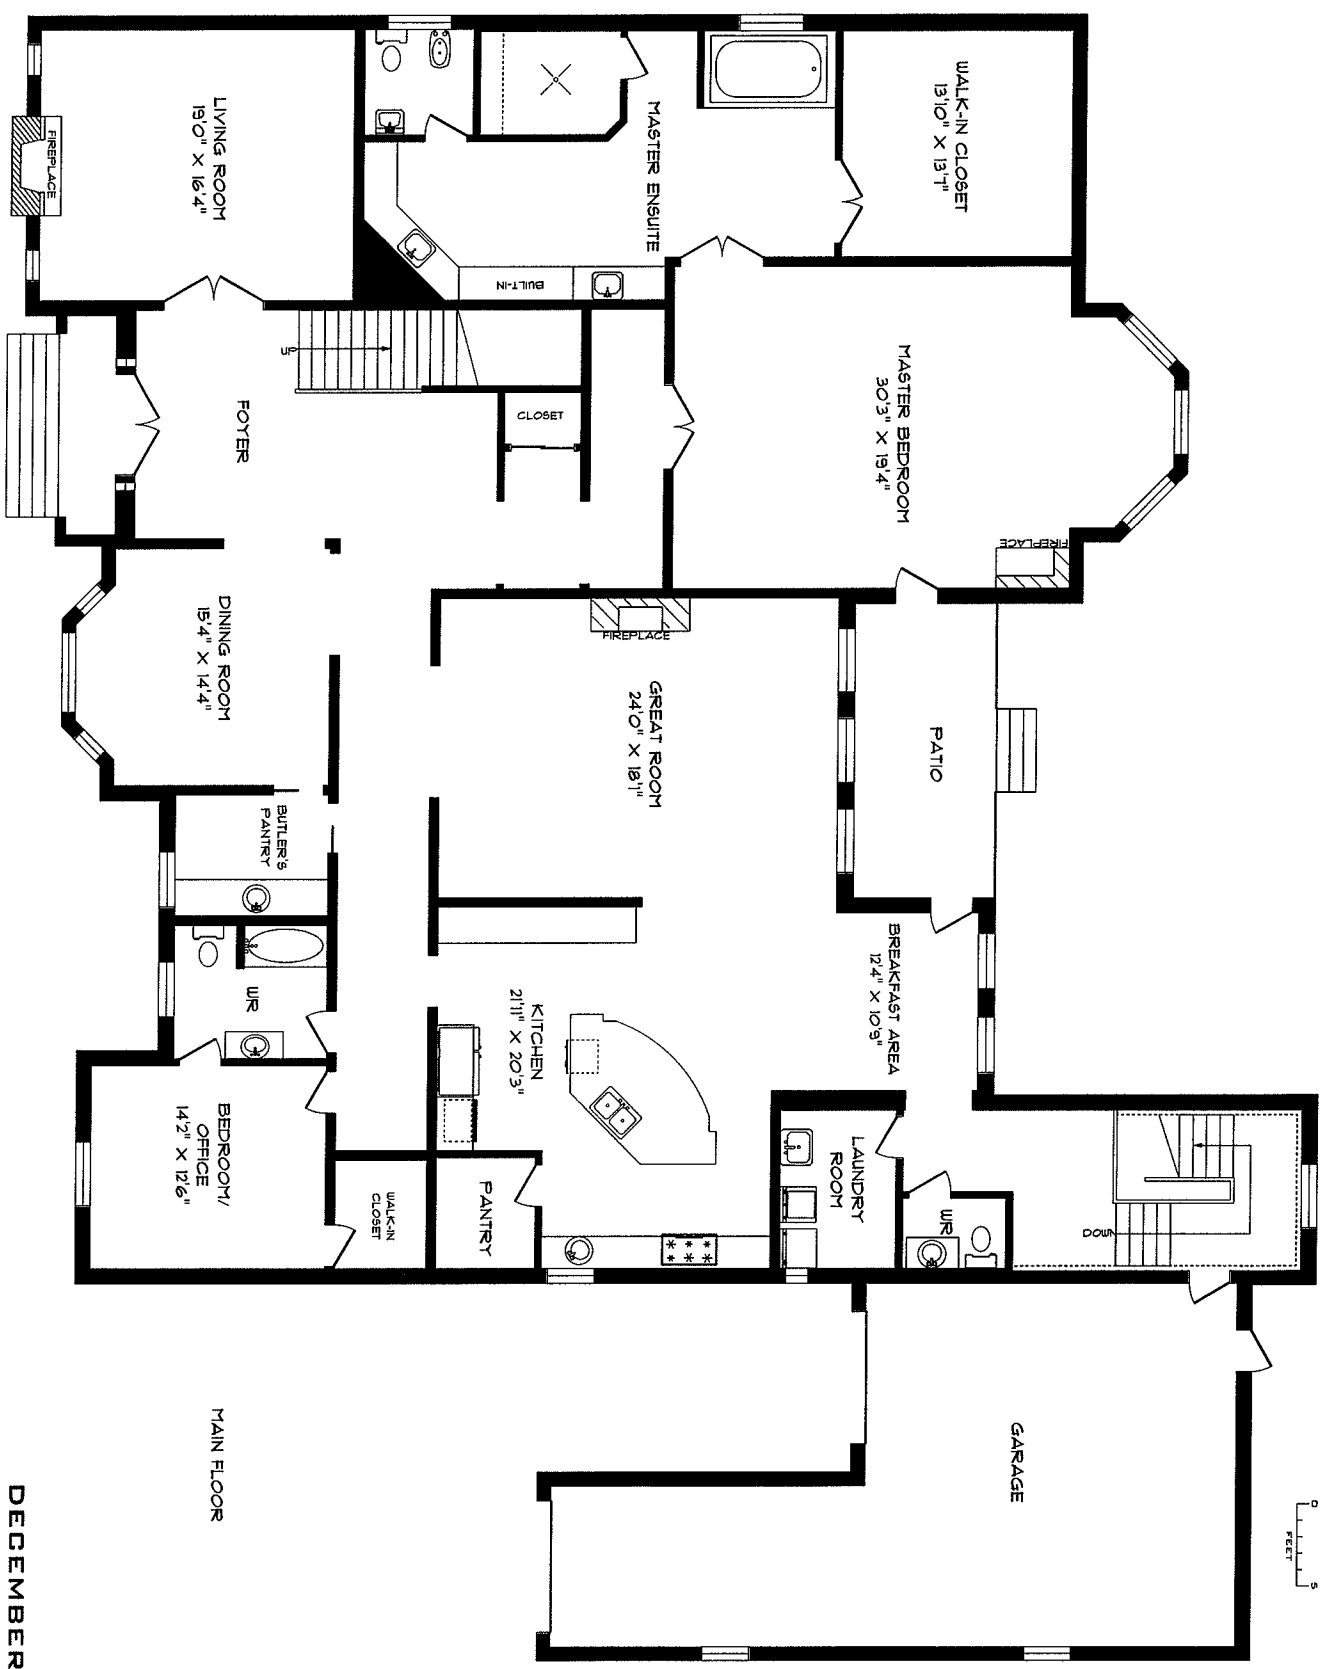 WALK-IN CLOSET
13'10" X 13'7"
MASTER ENSUITE
BUILT-IN
LIVING ROOM
19'0" X 16'4"
FIREPLACE
MASTER BEDROOM
30'3" X 19'4"
FIREPLACE
CLOSET
UP
FOYER
PATIO
GREAT ROOM
24'0" X 18'1"
FIREPLACE
DINING ROOM
15'4" X 14'4"
BUTLER'S
PANTRY
BREAKFAST AREA
12'4" X 10'9"
KITCHEN
21'11" X 20'3"
WR
BEDROOM/
OFFICE
14'2" X 12'6"
WALK-IN
CLOSET
PANTRY
LAUNDRY
ROOM
WR
DOWN
GARAGE
MAIN FLOOR
0 5
FEET
DECEMBER